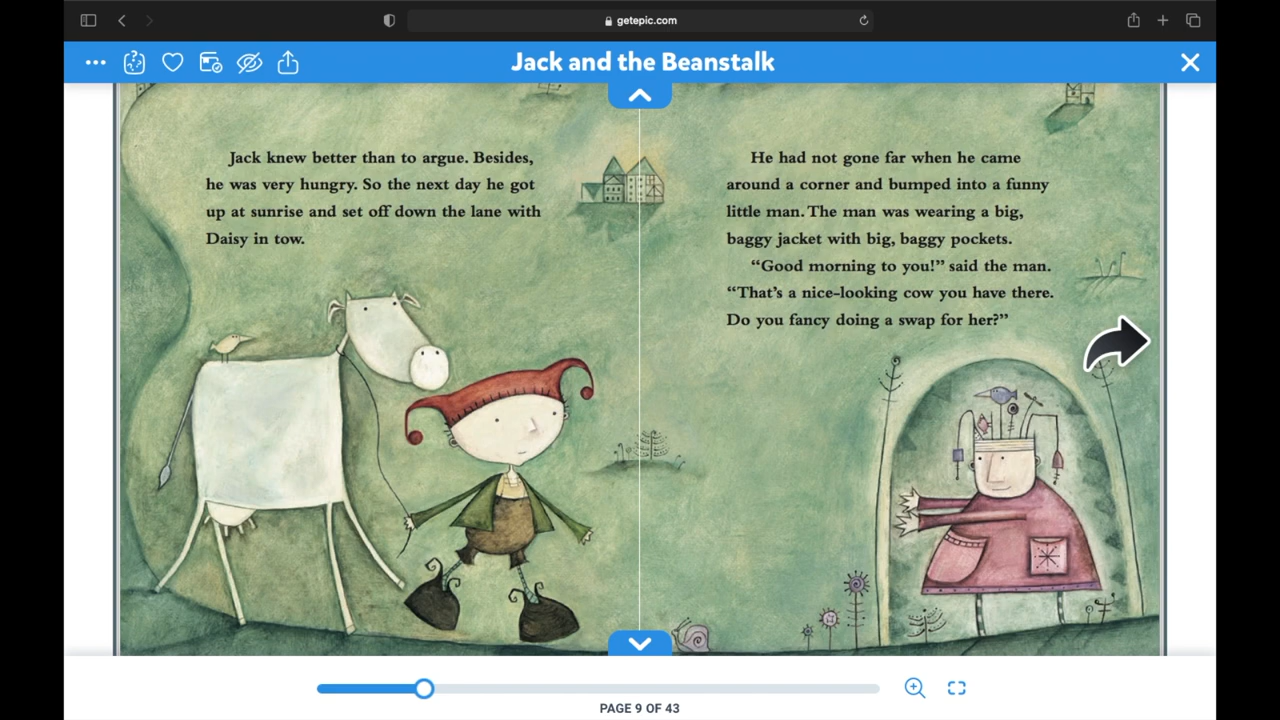 getepic.com
Jack and the Beanstalk
Jack knew better than to argue. Besides,
he was very hungry. So the next day he got
up at sunrise and set off down the lane with
Daisy in tow.
He had not gone far when he came
around a corner and bumped into a funny
little man. The man was wearing a big,
baggy jacket with big, baggy pockets.
“Good morning to you!” said the man.
“That’s a nice-looking cow you have there.
Do you fancy doing a swap for her?”
PAGE 9 OF 43